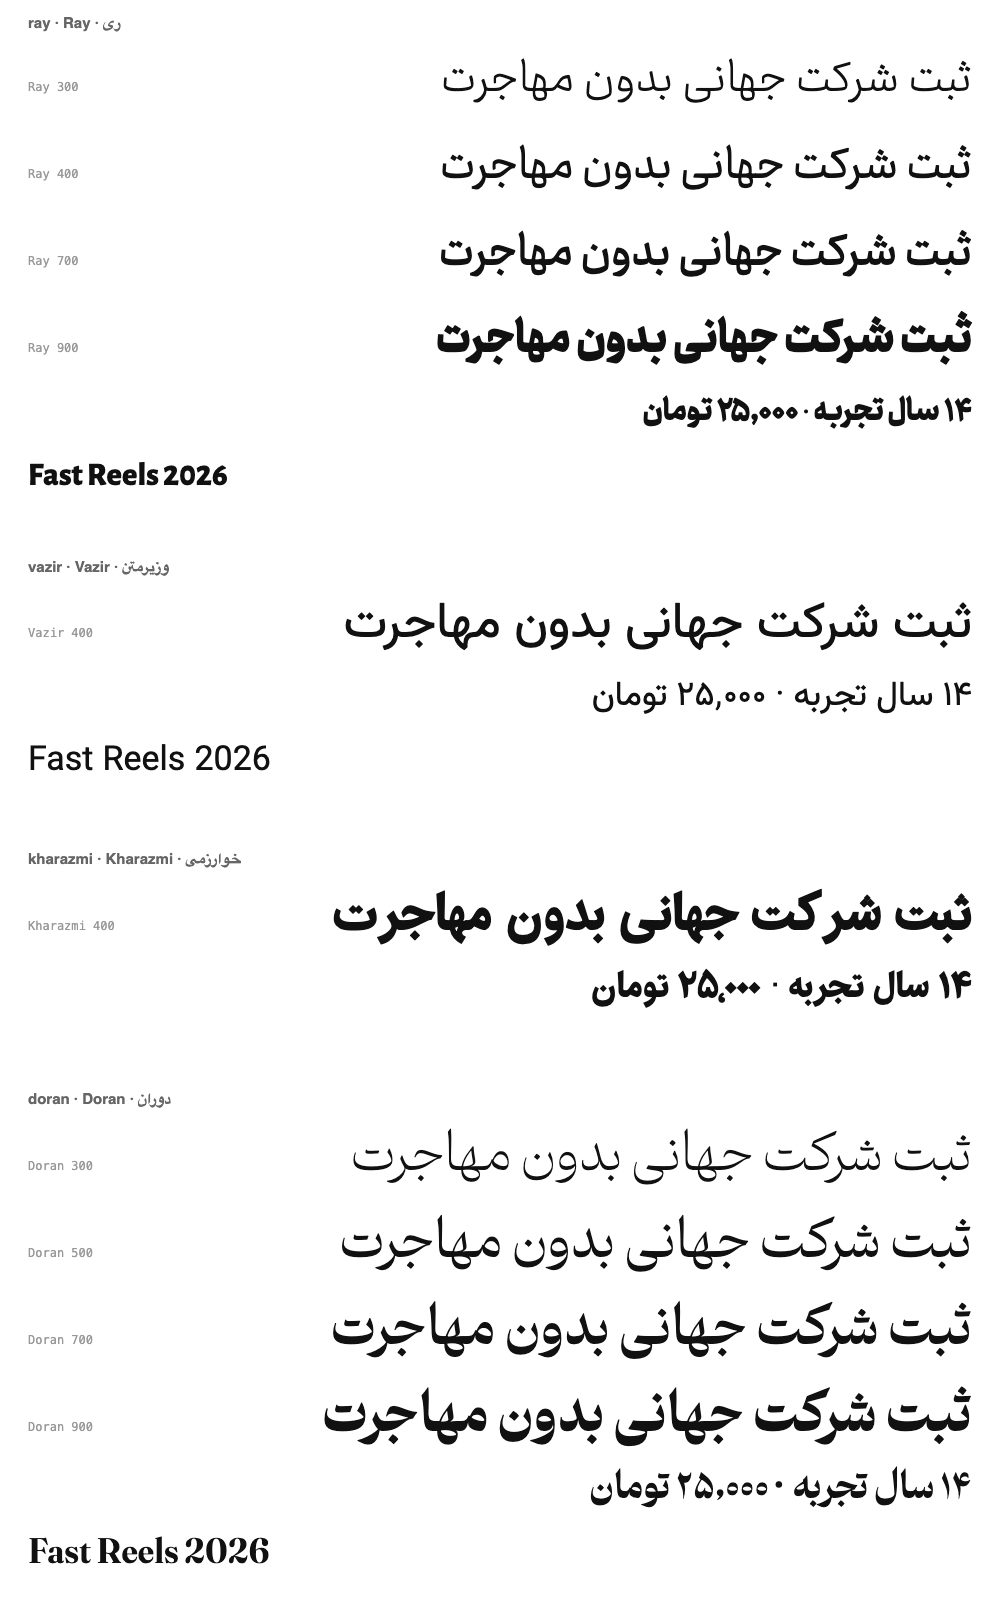 ray · Ray · ری
Ray 300
ثبت شرکت جهانی بدون مهاجرت
Ray 400
ثبت شرکت جهانی بدون مهاجرت
Ray 700
ثبت شرکت جهانی بدون مهاجرت
Ray 900
ثبت شرکت جهانی بدون مهاجرت
۱۴ سال تجربه · ۲۵,۰۰۰ تومان
Fast Reels 2026
vazir · Vazir · وزیرمتن
Vazir 400
ثبت شرکت جهانی بدون مهاجرت
۱۴ سال تجربه · ۲۵,۰۰۰ تومان
Fast Reels 2026
kharazmi · Kharazmi · خوارزمی
Kharazmi 400
ثبت شرکت جهانی بدون مهاجرت
۱۴ سال تجربه · ۲۵,۰۰۰ تومان
doran · Doran · دوران
Doran 300
ثبت شرکت جهانی بدون مهاجرت
Doran 500
ثبت شرکت جهانی بدون مهاجرت
Doran 700
ثبت شرکت جهانی بدون مهاجرت
Doran 900
ثبت شرکت جهانی بدون مهاجرت
۱۴ سال تجربه · ۲۵,۰۰۰ تومان
Fast Reels 2026